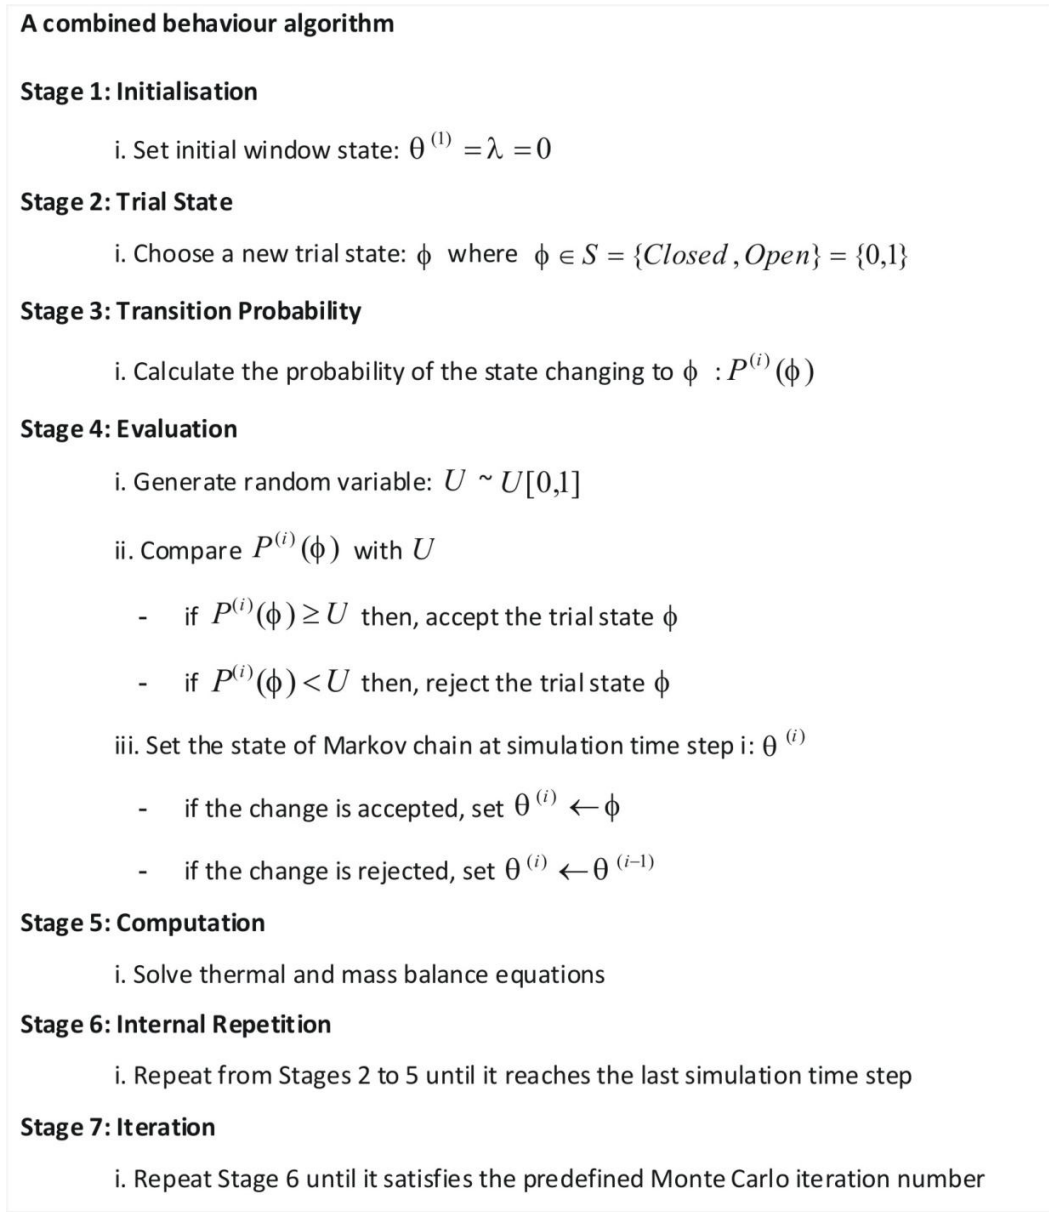 A combined behaviour algorithm
Stage 1: Initialisation
i. Set initial window state: θ⁽¹⁾ = λ = 0
Stage 2: Trial State
i. Choose a new trial state: ϕ where ϕ ∈ S = {Closed, Open} = {0,1}
Stage 3: Transition Probability
i. Calculate the probability of the state changing to ϕ : P⁽ⁱ⁾(ϕ)
Stage 4: Evaluation
i. Generate random variable: U ~ U[0,1]
ii. Compare P⁽ⁱ⁾(ϕ) with U
- if P⁽ⁱ⁾(ϕ) ≥ U then, accept the trial state ϕ
- if P⁽ⁱ⁾(ϕ) < U then, reject the trial state ϕ
iii. Set the state of Markov chain at simulation time step i: θ⁽ⁱ⁾
- if the change is accepted, set θ⁽ⁱ⁾ ← ϕ
- if the change is rejected, set θ⁽ⁱ⁾ ← θ⁽ⁱ⁻¹⁾
Stage 5: Computation
i. Solve thermal and mass balance equations
Stage 6: Internal Repetition
i. Repeat from Stages 2 to 5 until it reaches the last simulation time step
Stage 7: Iteration
i. Repeat Stage 6 until it satisfies the predefined Monte Carlo iteration number